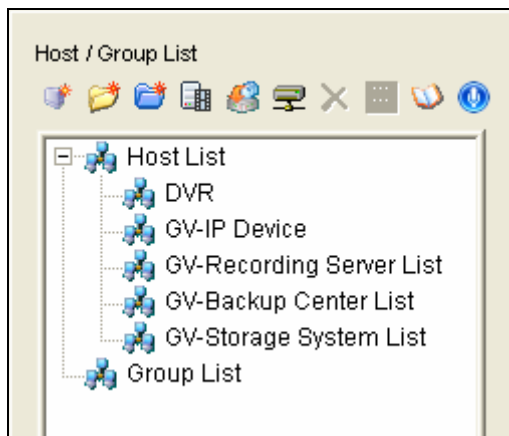 Host / Group List
Host List
DVR
GV-IP Device
GV-Recording Server List
GV-Backup Center List
GV-Storage System List
Group List